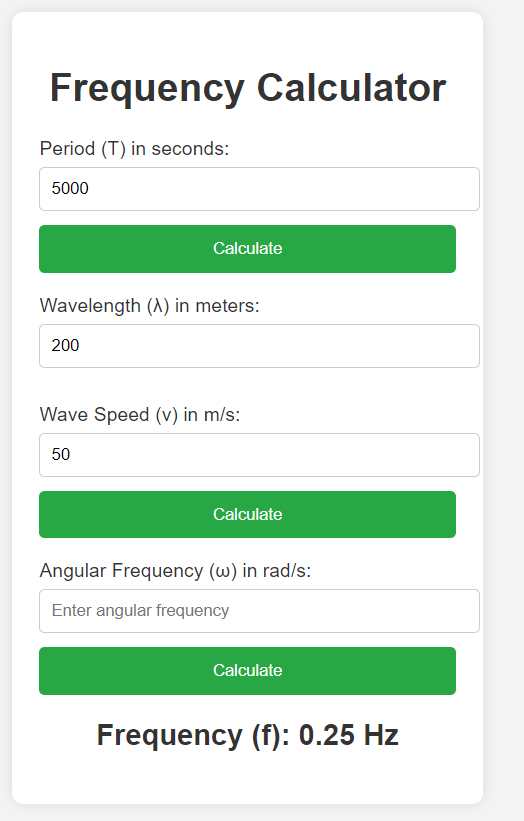 Frequency Calculator
Period (T) in seconds:
5000
Calculate
Wavelength (λ) in meters:
200
Wave Speed (v) in m/s:
50
Calculate
Angular Frequency (ω) in rad/s:
Enter angular frequency
Calculate
Frequency (f): 0.25 Hz